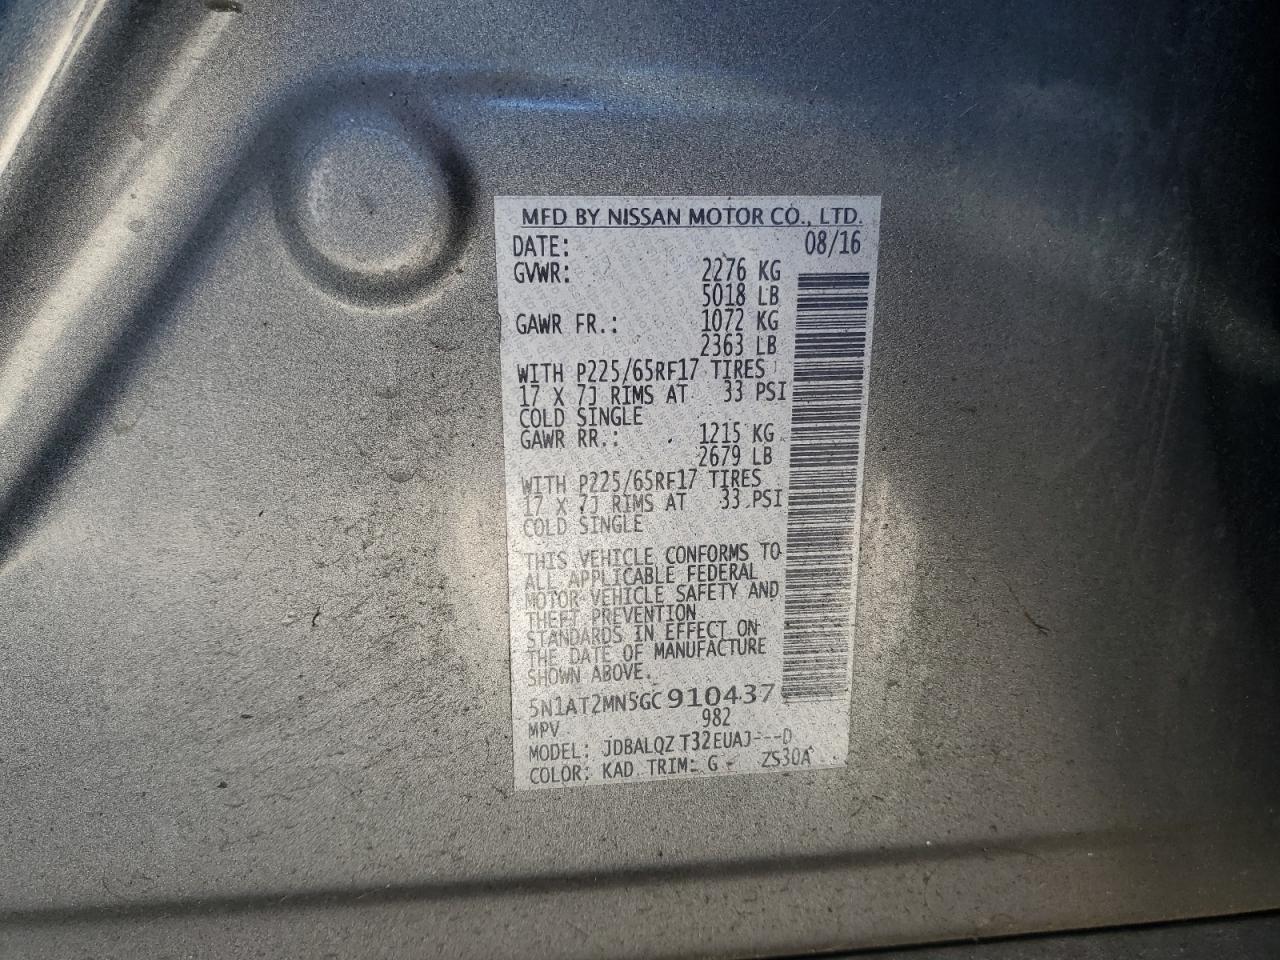 MFD BY NISSAN MOTOR CO., LTD.
DATE: 08/16
GVWR: 2276 KG
5018 LB
GAWR FR.: 1072 KG
2363 LB
WITH P225/65RF17 TIRES
17 X 7J RIMS AT 33 PSI
COLD SINGLE
GAWR RR.: 1215 KG
2679 LB
WITH P225/65RF17 TIRES
17 X 7J RIMS AT 33 PSI
COLD SINGLE
THIS VEHICLE CONFORMS TO
ALL APPLICABLE FEDERAL
MOTOR VEHICLE SAFETY AND
THEFT PREVENTION
STANDARDS IN EFFECT ON
THE DATE OF MANUFACTURE
SHOWN ABOVE.
5N1AT2MN5GC910437
MPV 982
MODEL: JDBALQZ T32EUAJ---D
COLOR: KAD TRIM: G ZS30A